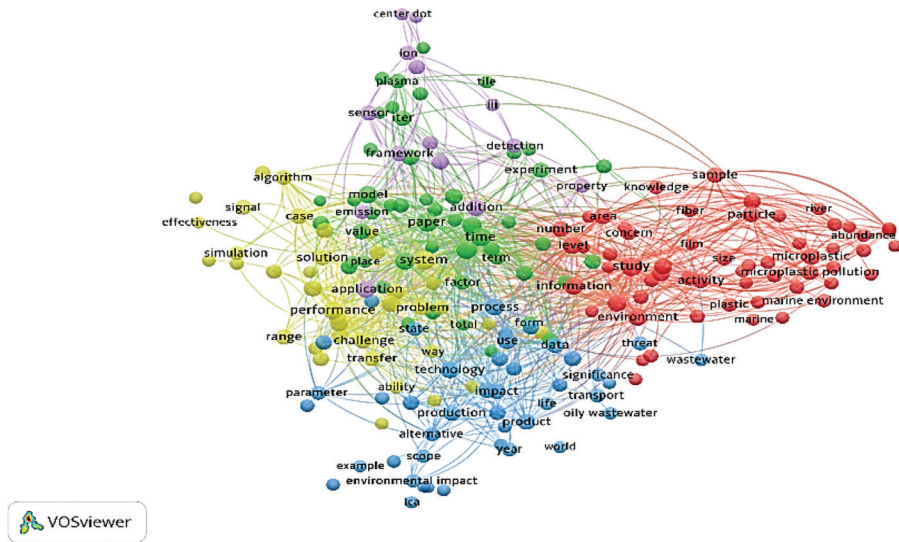 center dot
ion
plasma
tile
sensor
iter
iii
framework
detection
experiment
algorithm
model
property
knowledge
sample
signal
case
emission
addition
area
fiber
particle
river
effectiveness
value
paper
time
number
concern
abundance
simulation
solution
place
system
term
level
film
size
microplastic
study
microplastic pollution
application
factor
information
activity
performance
problem
process
environment
plastic
marine environment
marine
range
challenge
state
total
form
use
data
threat
transfer
way
technology
significance
wastewater
parameter
ability
impact
life
transport
production
product
oily wastewater
alternative
scope
year
world
example
environmental impact
lca
VOSviewer